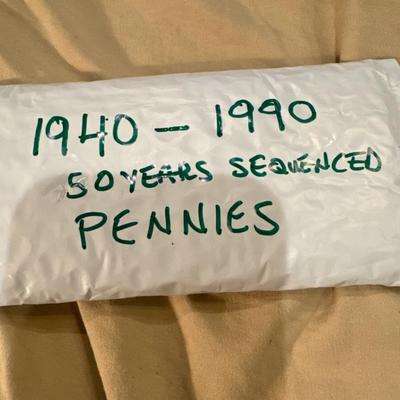 1940 - 1990
50 YEARS SEQUENCED
PENNIES